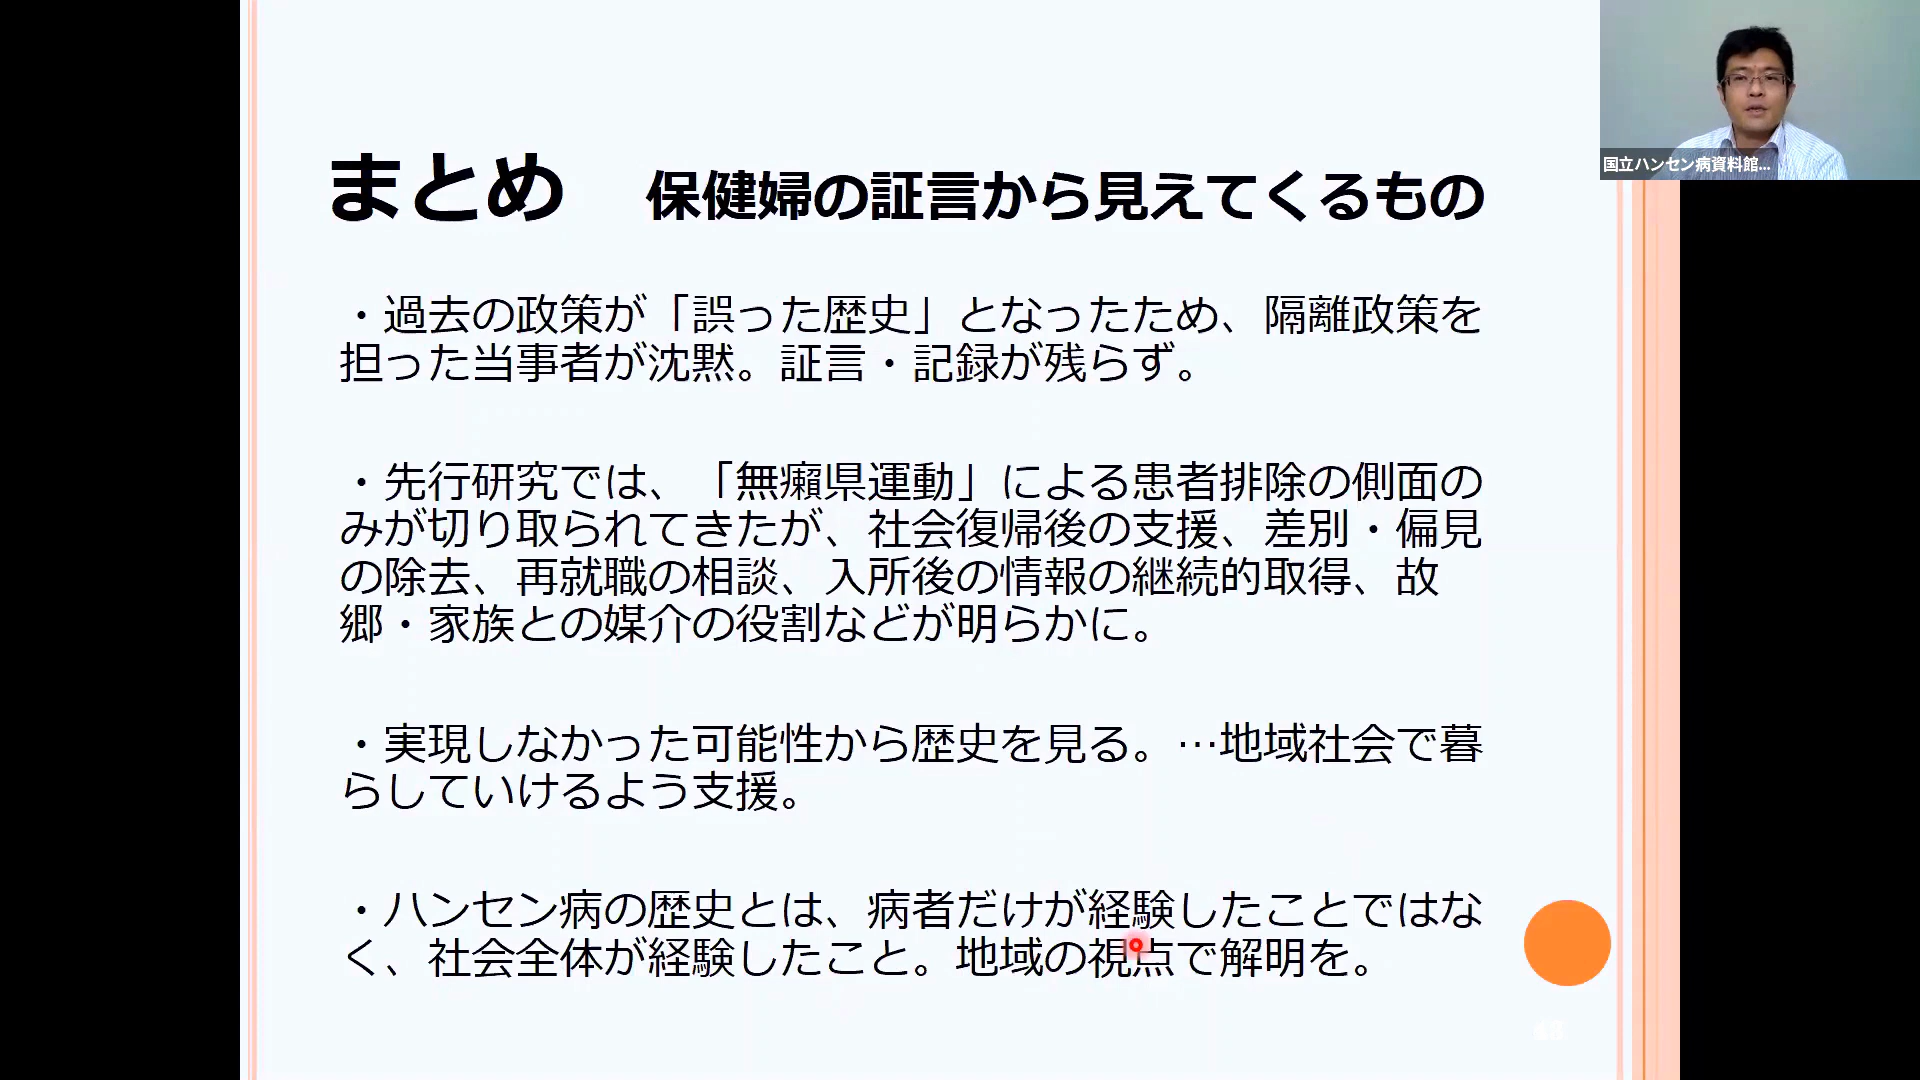 まとめ　保健婦の証言から見えてくるもの
国立ハンセン病資料館...
・過去の政策が「誤った歴史」となったため、隔離政策を
担った当事者が沈黙。証言・記録が残らず。
・先行研究では、「無癩県運動」による患者排除の側面の
みが切り取られてきたが、社会復帰後の支援、差別・偏見
の除去、再就職の相談、入所後の情報の継続的取得、故
郷・家族との媒介の役割などが明らかに。
・実現しなかった可能性から歴史を見る。…地域社会で暮
らしていけるよう支援。
・ハンセン病の歴史とは、病者だけが経験したことではな
く、社会全体が経験したこと。地域の視点で解明を。